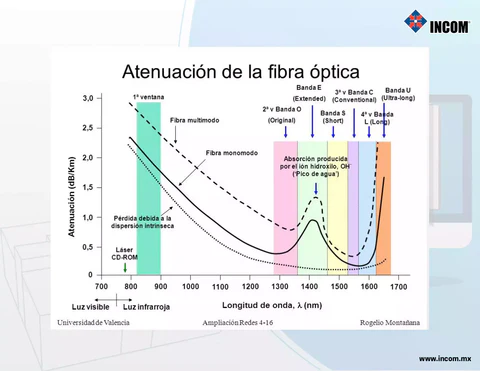 INCOM
Atenuación de la fibra óptica
1ª ventana
2ª v Banda O
(Original)
Banda E
(Extended)
Banda S
(Short)
3ª v Banda C
(Conventional)
4ª v Banda
L (Long)
Banda U
(Ultra-long)
Fibra multimodo
Fibra monomodo
Absorción producida
por el ión hidroxilo, OH-
('Pico de agua')
Pérdida debida a la
dispersión intrínseca
Láser
CD-ROM
Atenuación (dB/Km)
3,0
2,5
2,0
1,5
1,0
0,5
0
700 800 900 1000 1100 1200 1300 1400 1500 1600 1700
Luz visible Luz infrarroja
Longitud de onda, λ (nm)
Universidad de Valencia Ampliación Redes 4-16 Rogelio Montañana
www.incom.mx